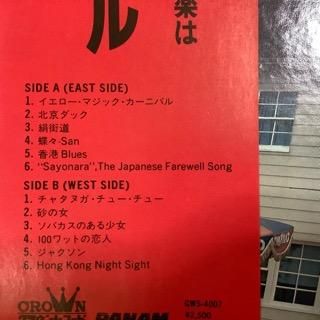 ル
楽は
SIDE A (EAST SIDE)
1. イエロー・マジック・カーニバル
2. 北京ダック
3. 絹街道
4. 蝶々-San
5. 香港 Blues
6. "Sayonara", The Japanese Farewell Song
SIDE B (WEST SIDE)
1. チャタヌガ・チュー・チュー
2. 砂の女
3. ソバカスのある少女
4. 100ワットの恋人
5. ジャクソン
6. Hong Kong Night Sight
CROWN
PANAM
GWS-4007
¥2,500